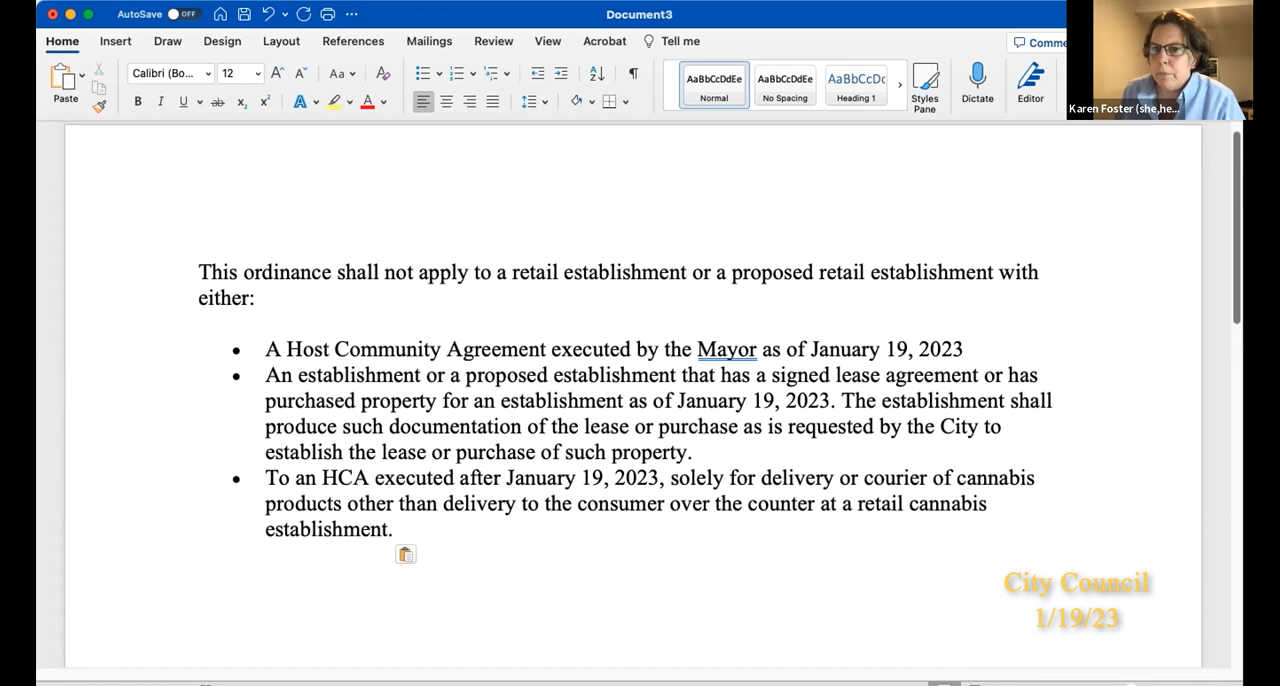 AutoSave OFF Document3
Home Insert Draw Design Layout References Mailings Review View Acrobat Tell me Comme
Paste Calibri (Bo... 12 A A Aa A AaBbCcDdEe AaBbCcDdEe AaBbCcDc
Normal No Spacing Heading 1 Styles Pane Dictate Editor
B I U ab x₂ x² A A
Karen Foster (she,he...
This ordinance shall not apply to a retail establishment or a proposed retail establishment with
either:
• A Host Community Agreement executed by the Mayor as of January 19, 2023
• An establishment or a proposed establishment that has a signed lease agreement or has
purchased property for an establishment as of January 19, 2023. The establishment shall
produce such documentation of the lease or purchase as is requested by the City to
establish the lease or purchase of such property.
• To an HCA executed after January 19, 2023, solely for delivery or courier of cannabis
products other than delivery to the consumer over the counter at a retail cannabis
establishment.
City Council
1/19/23